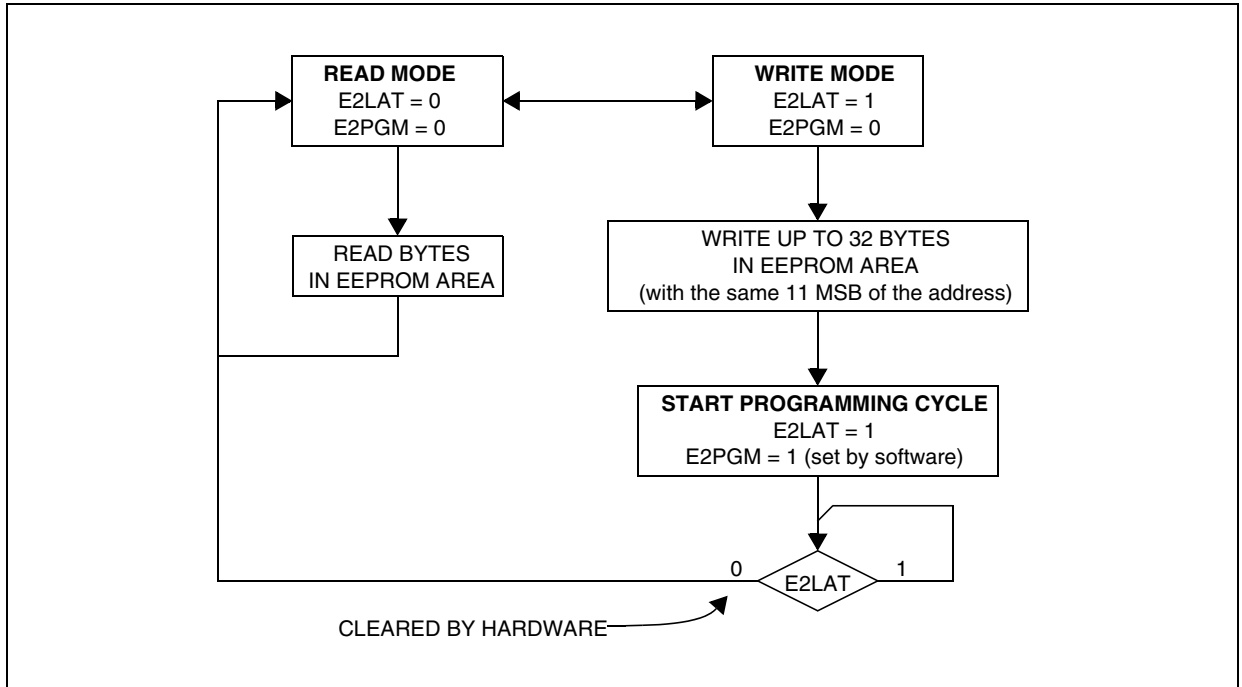 READ MODE
E2LAT = 0
E2PGM = 0
WRITE MODE
E2LAT = 1
E2PGM = 0
READ BYTES
IN EEPROM AREA
WRITE UP TO 32 BYTES
IN EEPROM AREA
(with the same 11 MSB of the address)
START PROGRAMMING CYCLE
E2LAT = 1
E2PGM = 1 (set by software)
0
E2LAT
1
CLEARED BY HARDWARE